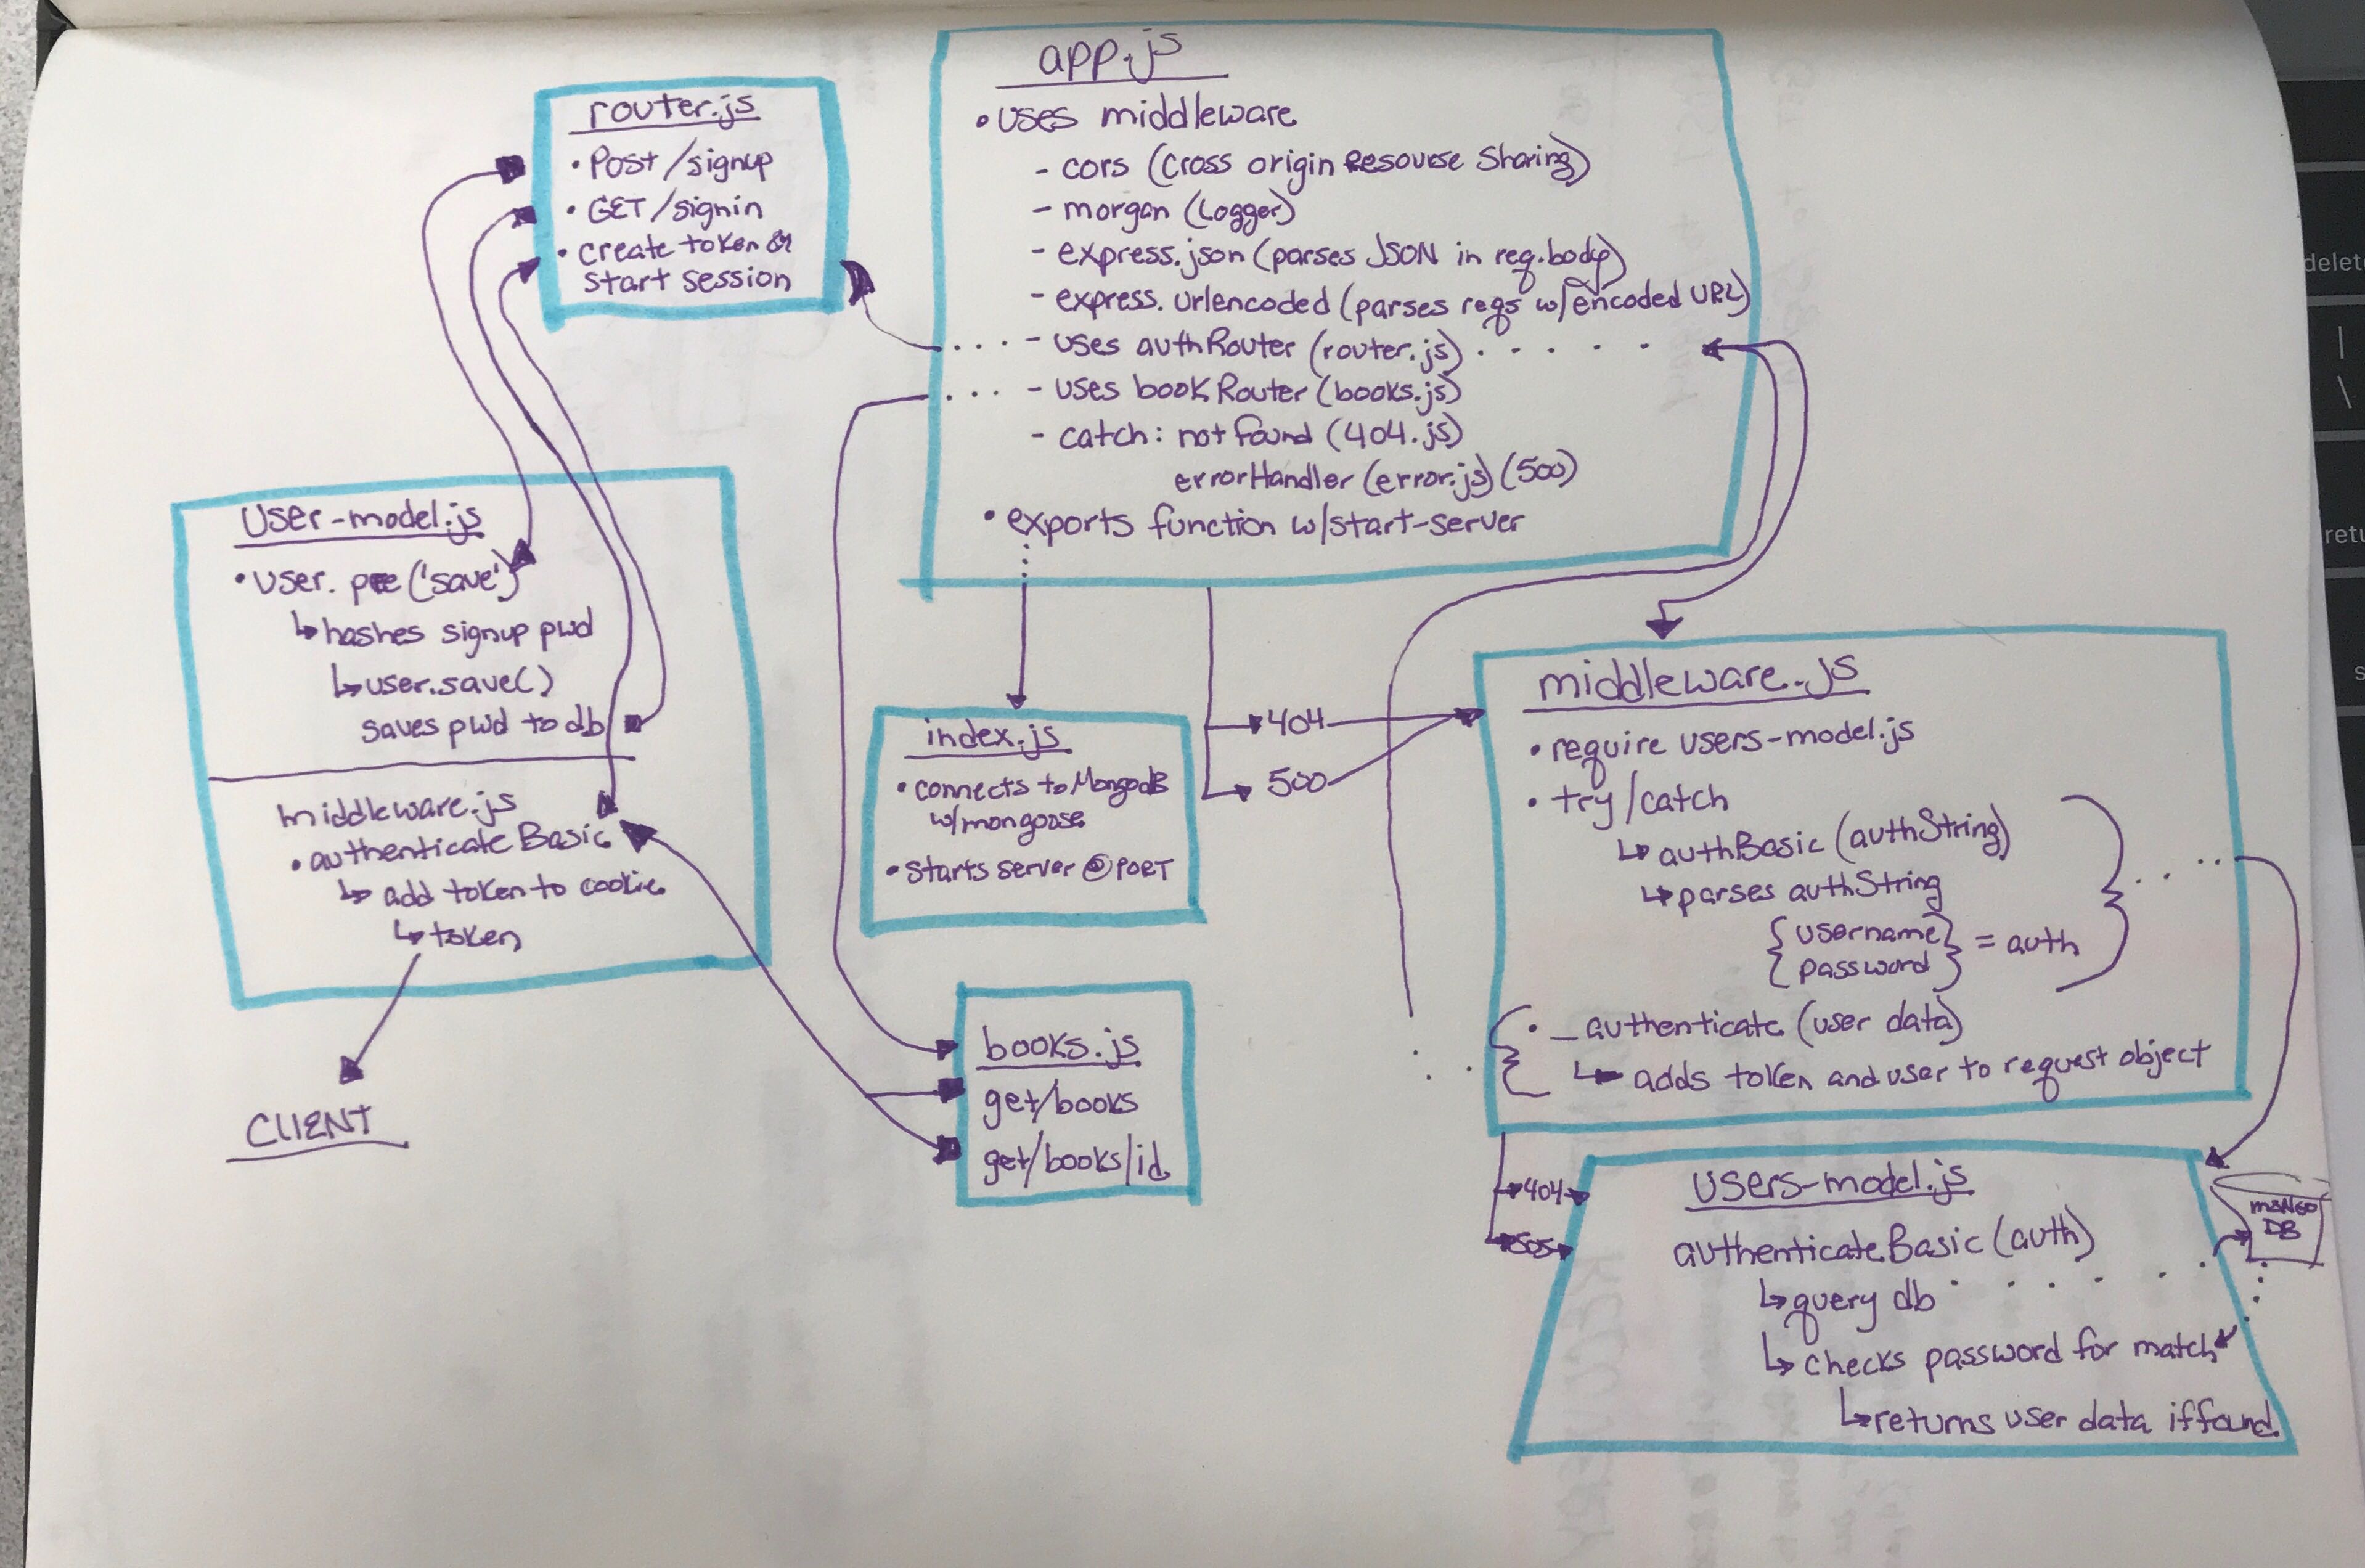 app.js
• uses middleware
- cors (cross origin Resourse Sharing)
- morgan (Logger)
- express.json (parses JSON in req.body)
- express.urlencoded (parses reqs w/encoded URL)
.... - uses authRouter (router.js) . . . . .
... - uses bookRouter (books.js)
- catch: not found (404.js)
errorHandler (error.js) (500)
• exports function w/start-server
router.js
• Post /signup
• GET /signin
• create token &
start session
User-model.js
• User.pre('save')
↳ hashes signup pwd
↳ user.save()
saves pwd to db
middleware.js
• authenticate Basic
↳ add token to cookie
↳ token
CLIENT
index.js
• connects to Mongodb
w/mongoose
• starts server @ PORT
404
500
books.js
get/books
get/books/id
middleware.js
• require users-model.js
• try/catch
↳ authBasic (authString)
↳ parses authString
{username
password} = auth
• _authenticate (user data)
↳ adds token and user to request object
404
505
users-model.js
authenticateBasic (auth)
↳ query db
↳ checks password for match
↳ returns user data if found
mongo
DB
delete
retu